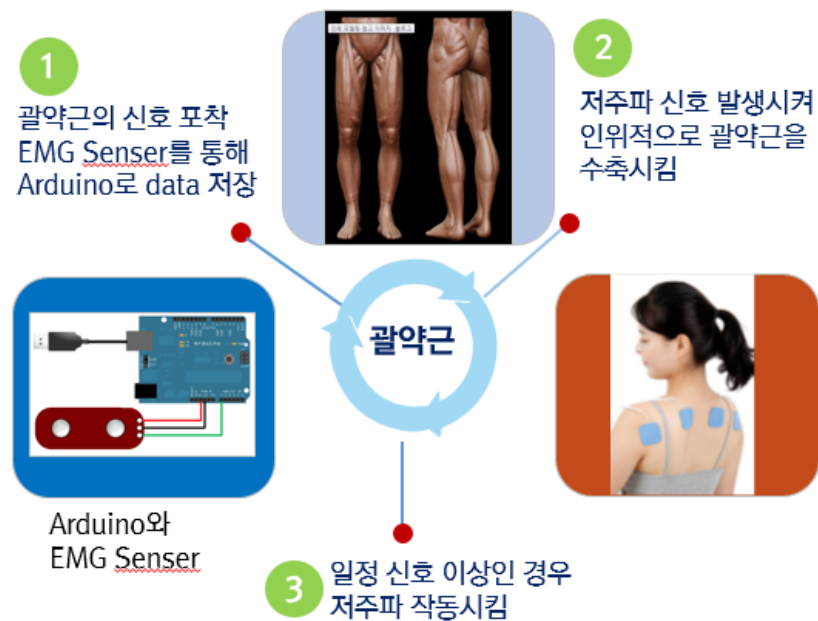 1
괄약근의 신호 포착
EMG Senser를 통해
Arduino로 data 저장
2
저주파 신호 발생시켜
인위적으로 괄약근을
수축시킴
괄약근
Arduino
Arduino와
EMG Senser
3
일정 신호 이상인 경우
저주파 작동시킴